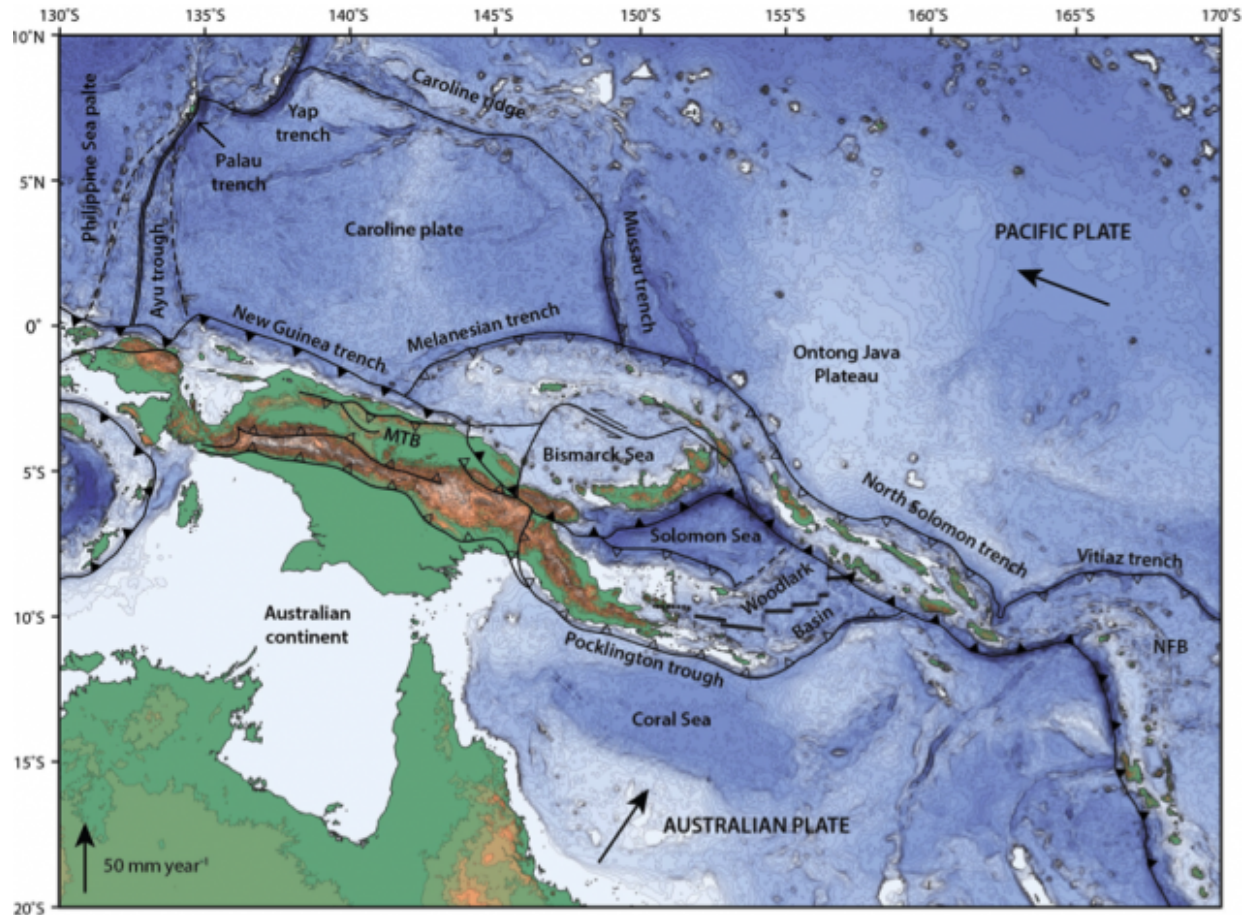 130°S 135°S 140°S 145°S 150°S 155°S 160°S 165°S 170°S
10°N
Caroline ridge
Yap
trench
Philippine Sea palte
Palau
trench
5°N
Caroline plate
Mussau trench
PACIFIC PLATE
Ayu trough
0°
New Guinea trench
Melanesian trench
Ontong Java
Plateau
MTB
Bismarck Sea
5°S
North Solomon trench
Solomon Sea
Vitiaz trench
Woodlark
Basin
10°S
Australian
continent
Pocklington trough
NFB
Coral Sea
15°S
AUSTRALIAN PLATE
50 mm year⁻¹
20°S